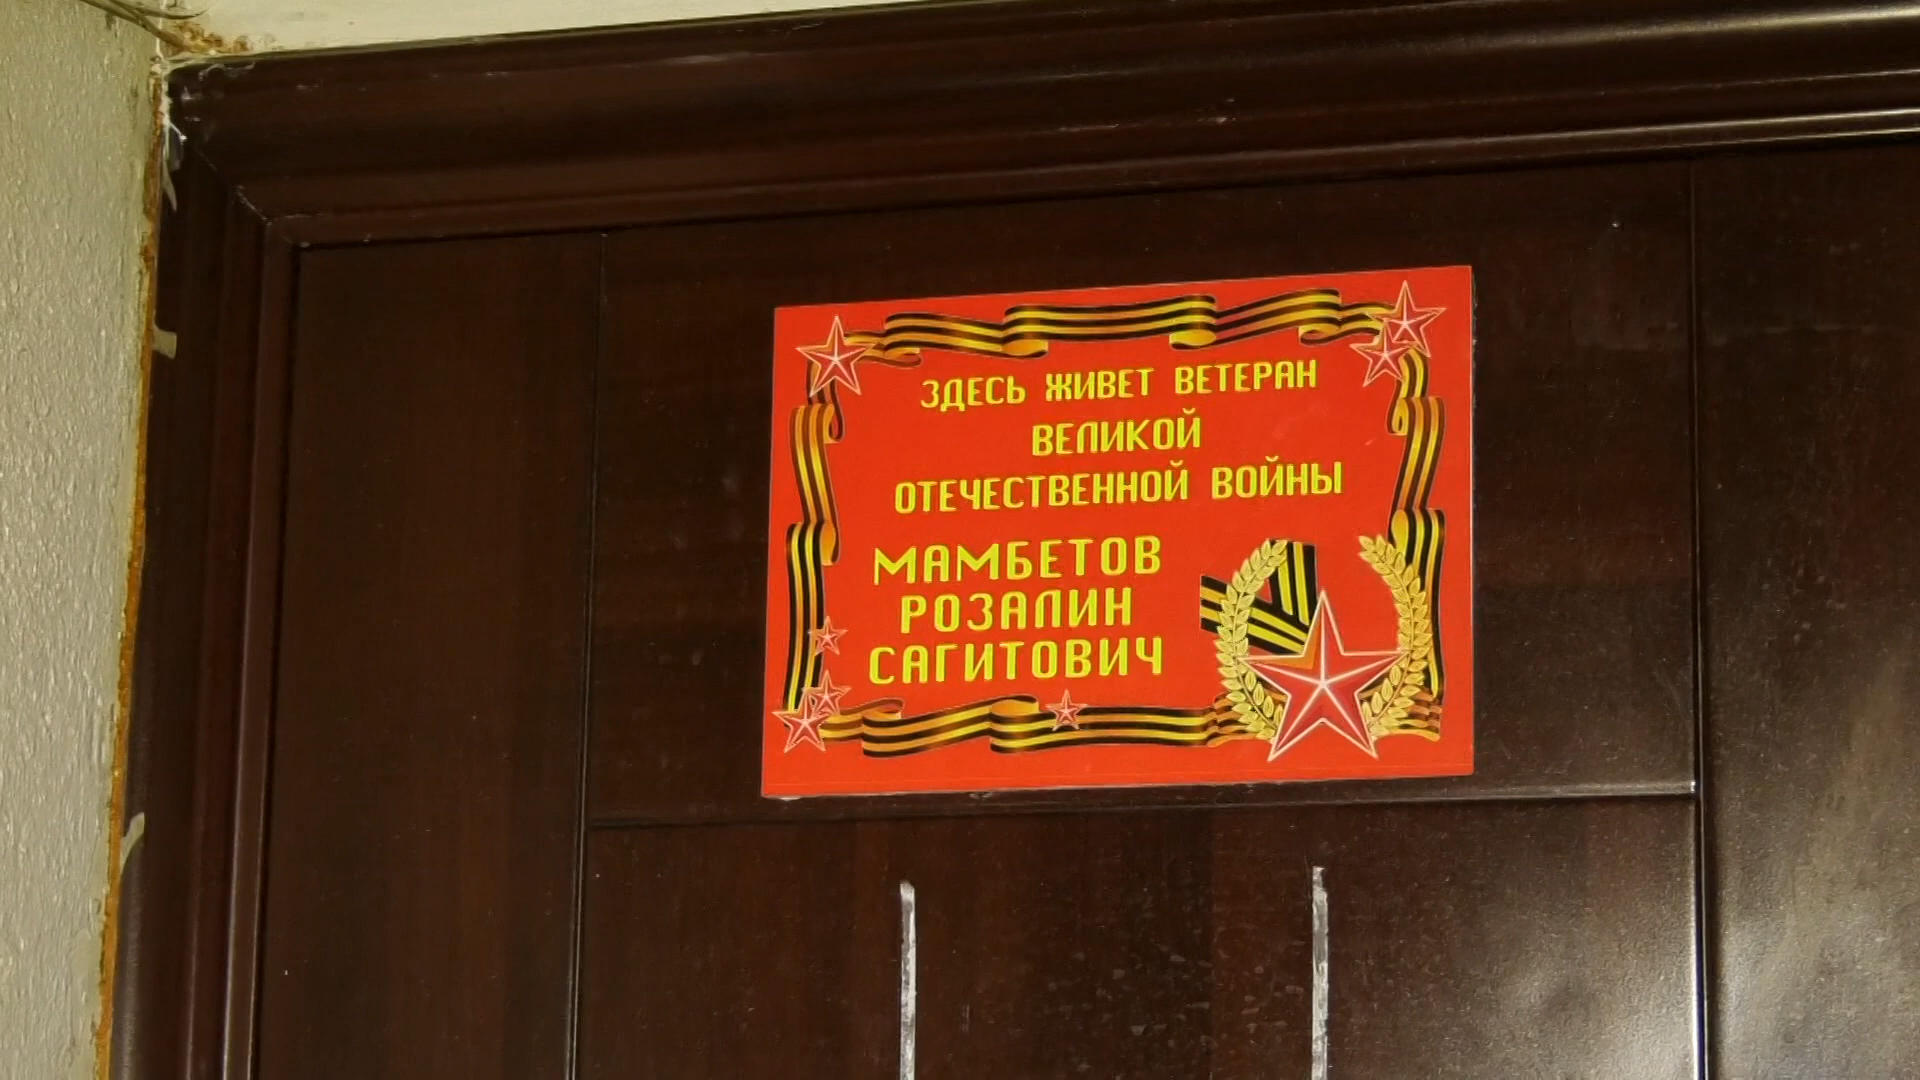 ЗДЕСЬ ЖИВЕТ ВЕТЕРАН
ВЕЛИКОЙ
ОТЕЧЕСТВЕННОЙ ВОЙНЫ
МАМБЕТОВ
РОЗАЛИН
САГИТОВИЧ